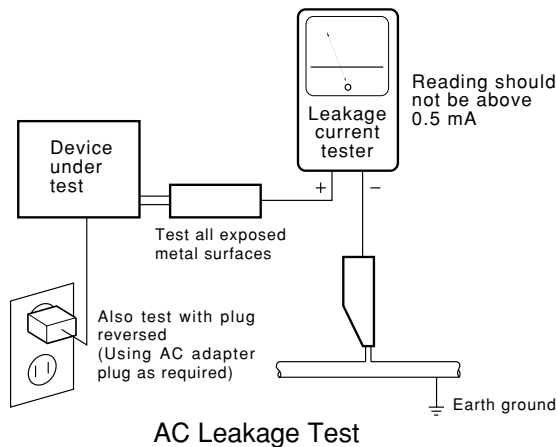 Device
under
test
Leakage
current
tester
+
−
Reading should
not be above
0.5 mA
Test all exposed
metal surfaces
Also test with plug
reversed
(Using AC adapter
plug as required)
Earth ground
AC Leakage Test